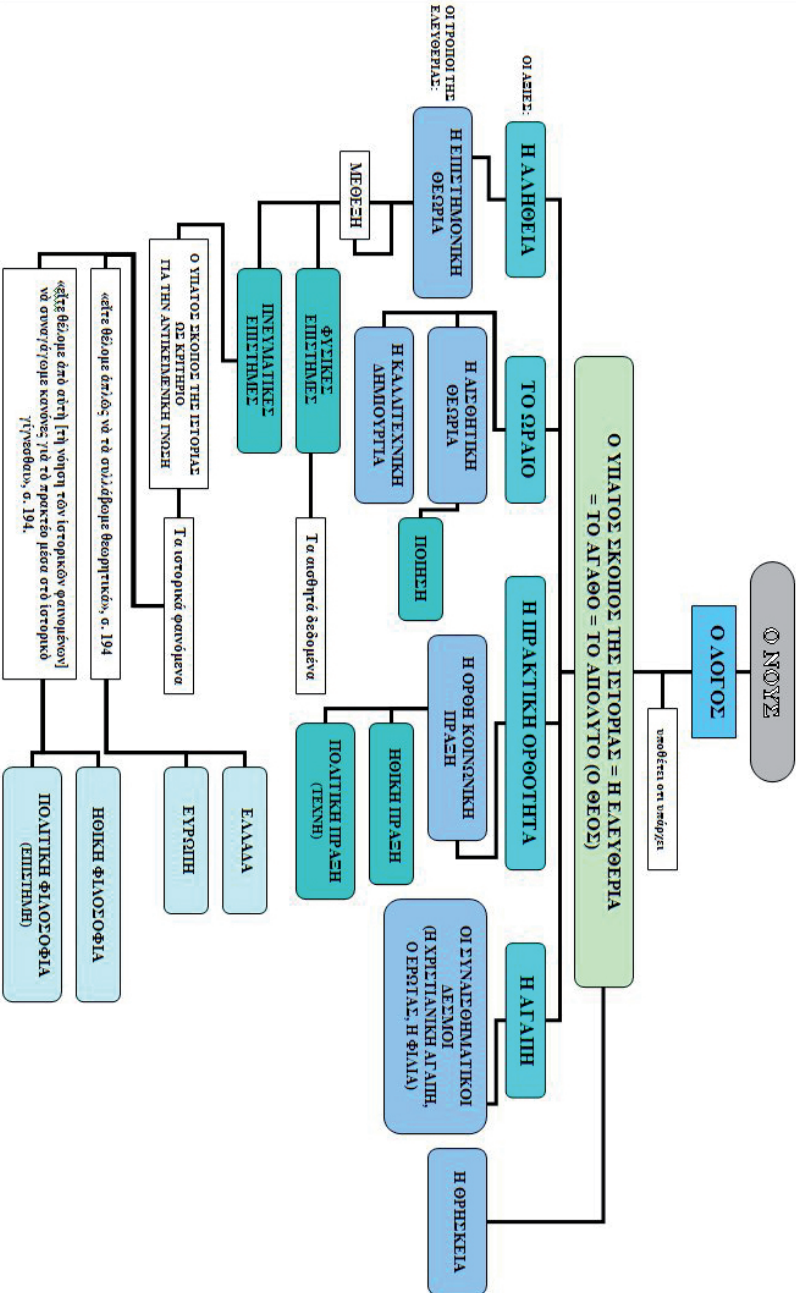 Ο ΝΟΥΣ
Ο ΛΟΓΟΣ
υποθέτει ότι υπάρχει
Ο ΥΠΑΤΟΣ ΣΚΟΠΟΣ ΤΗΣ ΙΣΤΟΡΙΑΣ = Η ΕΛΕΥΘΕΡΙΑ
= ΤΟ ΑΓΑΘΟ = ΤΟ ΑΠΟΛΥΤΟ (Ο ΘΕΟΣ)
ΟΙ ΑΞΙΕΣ:
Η ΑΛΗΘΕΙΑ
ΤΟ ΩΡΑΙΟ
Η ΠΡΑΚΤΙΚΗ ΟΡΘΟΤΗΤΑ
Η ΑΓΑΠΗ
ΟΙ ΤΡΟΠΟΙ ΤΗΣ
ΕΛΕΥΘΕΡΙΑΣ:
Η ΕΠΙΣΤΗΜΟΝΙΚΗ
ΘΕΩΡΙΑ
Η ΑΙΣΘΗΤΙΚΗ
ΘΕΩΡΙΑ
Η ΟΡΘΗ ΚΟΙΝΩΝΙΚΗ
ΠΡΑΞΗ
ΟΙ ΣΥΝΑΙΣΘΗΜΑΤΙΚΟΙ
ΔΕΣΜΟΙ
(Η ΧΡΙΣΤΙΑΝΙΚΗ ΑΓΑΠΗ,
Ο ΕΡΩΤΑΣ, Η ΦΙΛΙΑ)
Η ΘΡΗΣΚΕΙΑ
ΜΕΘΕΞΗ
Η ΚΑΛΛΙΤΕΧΝΙΚΗ
ΔΗΜΙΟΥΡΓΙΑ
ΠΟΙΗΣΗ
ΗΘΙΚΗ ΠΡΑΞΗ
ΠΟΛΙΤΙΚΗ ΠΡΑΞΗ
(ΤΕΧΝΗ)
ΦΥΣΙΚΕΣ
ΕΠΙΣΤΗΜΕΣ
Τα αισθητά δεδομένα
ΠΝΕΥΜΑΤΙΚΕΣ
ΕΠΙΣΤΗΜΕΣ
Ο ΥΠΑΤΟΣ ΣΚΟΠΟΣ ΤΗΣ ΙΣΤΟΡΙΑΣ
ΩΣ ΚΡΙΤΗΡΙΟ
ΓΙΑ ΤΗΝ ΑΝΤΙΚΕΙΜΕΝΙΚΗ ΓΝΩΣΗ
Τα ιστορικά φαινόμενα
ΕΛΛΑΔΑ
ΕΥΡΩΠΗ
«εἴτε θέλομε ἁπλῶς νὰ τὰ συλλάβομε θεωρητικά», σ. 194
«εἴτε θέλομε ἀπὸ αὐτὴ [τὴ νόηση τῶν ἱστορικῶν φαινομένων]
νὰ συναγάγωμε κανόνες γιὰ τὸ πρακτέο μέσα στὸ ἱστορικὸ
γίγνεσθαι», σ. 194.
ΗΘΙΚΗ ΦΙΛΟΣΟΦΙΑ
ΠΟΛΙΤΙΚΗ ΦΙΛΟΣΟΦΙΑ
(ΕΠΙΣΤΗΜΗ)